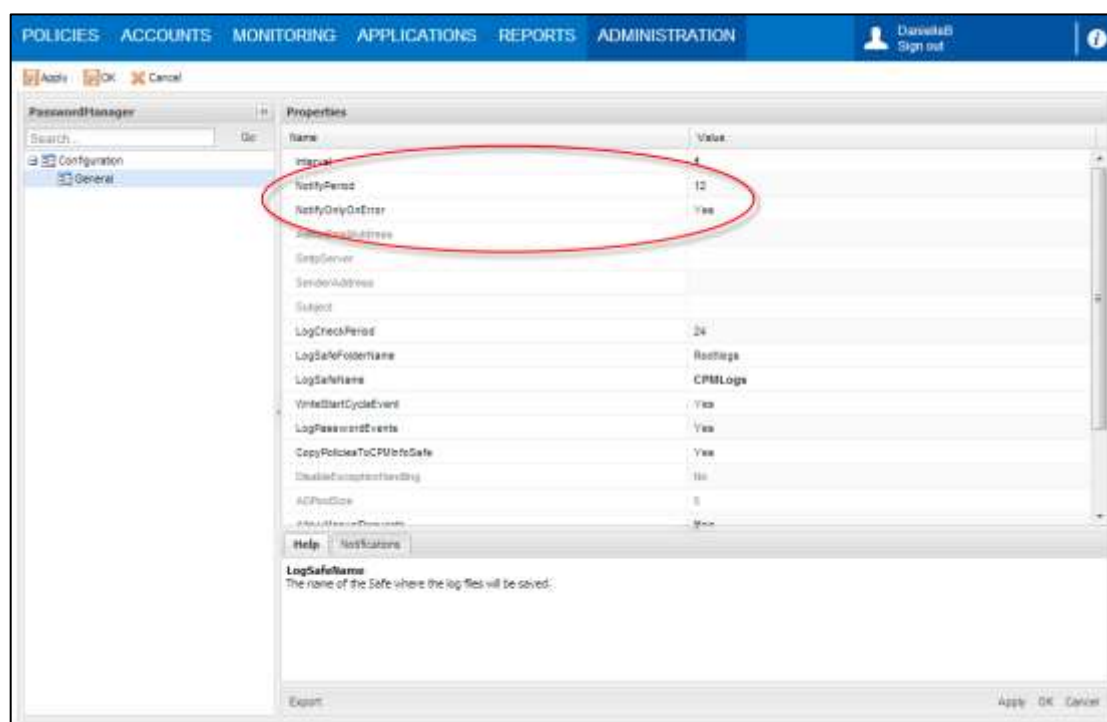 POLICIES ACCOUNTS MONITORING APPLICATIONS REPORTS ADMINISTRATION
DanielleB
Sign out
Apply OK Cancel
PasswordManager
Search...
Go
Configuration
General
Properties
Name Value
Interval
NotifyPeriod 12
NotifyOnlyOnError Yes
SmtpServer
SenderAddress
Subject
LogCheckPeriod 24
LogSafeFolderName
LogSafeName CPMLogs
WriteStartCycleEvent Yes
LogPasswordEvents Yes
CopyPoliciesToCPMInfoSafe Yes
DisableExceptionHandling No
ADPoolSize 5
Help Notifications
LogSafeName
The name of the Safe where the log files will be saved.
Export Apply OK Cancel